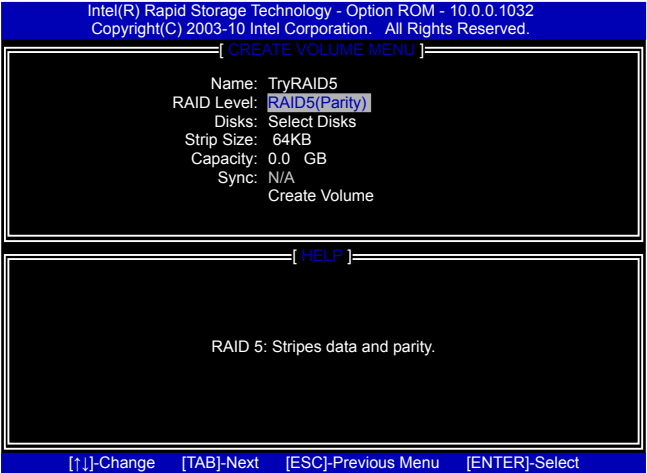 Intel(R) Rapid Storage Technology - Option ROM - 10.0.0.1032
Copyright(C) 2003-10 Intel Corporation. All Rights Reserved.
[ CREATE VOLUME MENU ]
Name: TryRAID5
RAID Level: RAID5(Parity)
Disks: Select Disks
Strip Size: 64KB
Capacity: 0.0 GB
Sync: N/A
Create Volume
[ HELP ]
RAID 5: Stripes data and parity.
[↑↓]-Change [TAB]-Next [ESC]-Previous Menu [ENTER]-Select